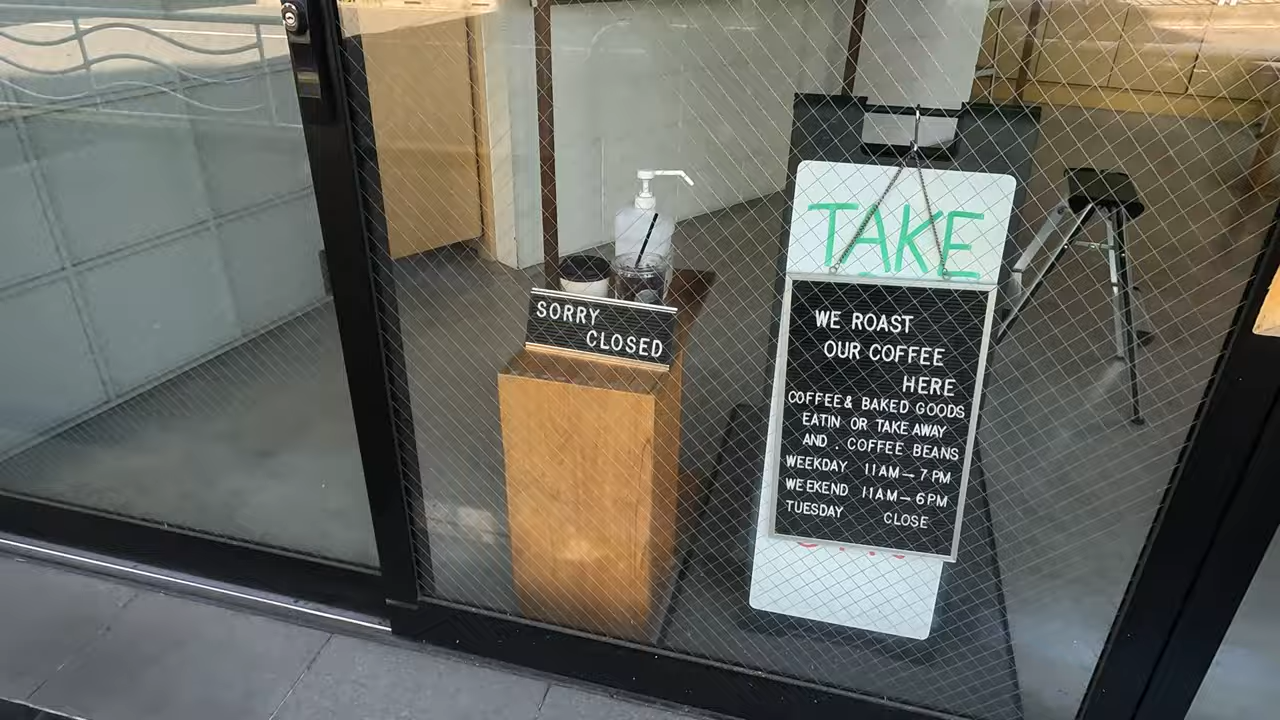 SORRY
CLOSED
TAKE
WE ROAST
OUR COFFEE
HERE
COFFEE & BAKED GOODS
EATIN OR TAKE AWAY
AND . COFFEE BEANS
WEEKDAY 11AM - 7PM
WEEKEND 11AM - 6PM
TUESDAY CLOSE